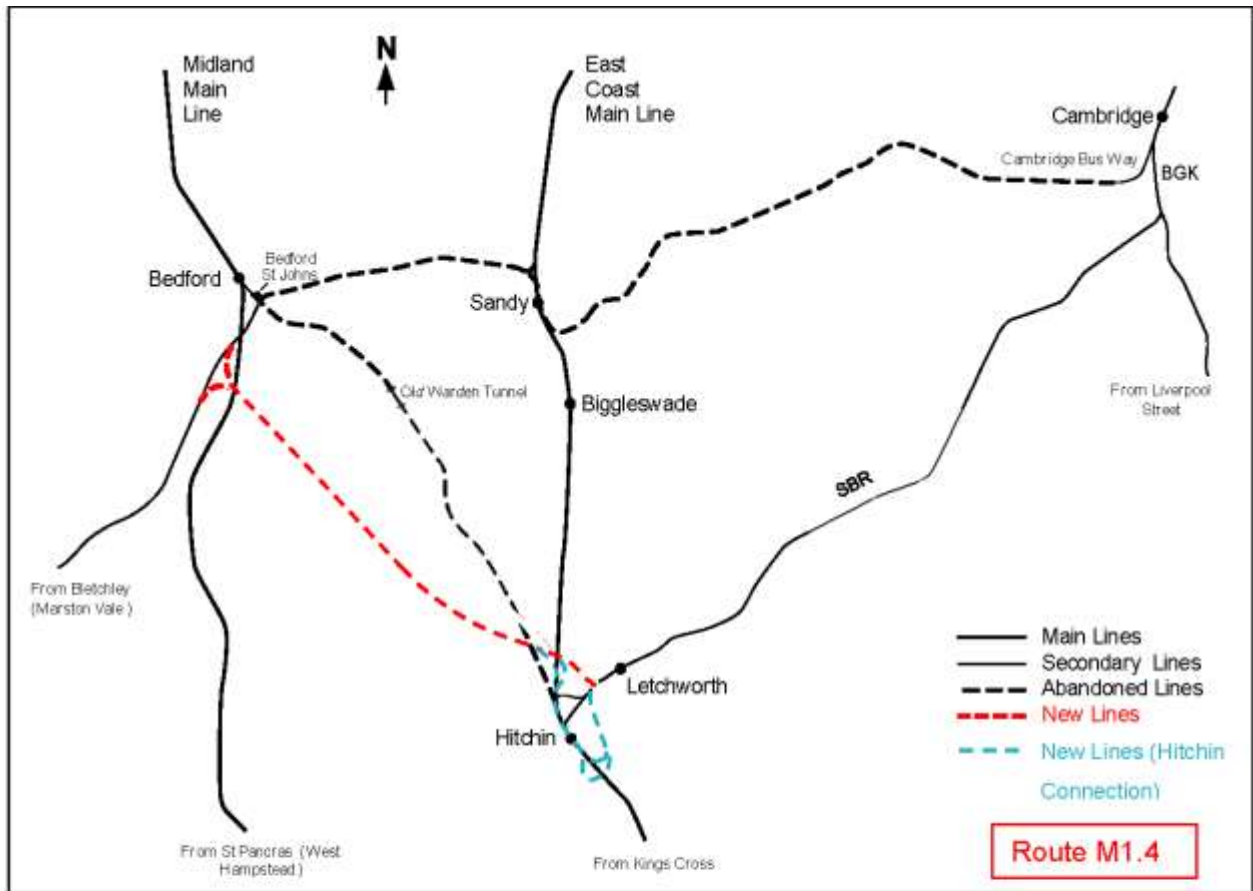 Midland
Main
Line
N
East
Coast
Main Line
Cambridge
Cambridge Bus Way
BGK
Bedford
St Johns
Bedford
Sandy
Old Warden Tunnel
Biggleswade
From Liverpool
Street
SBR
From Bletchley
(Marston Vale )
Letchworth
Hitchin
From St Pancras (West
Hampstead)
From Kings Cross
Main Lines
Secondary Lines
Abandoned Lines
New Lines
New Lines (Hitchin
Connection)
Route M1.4